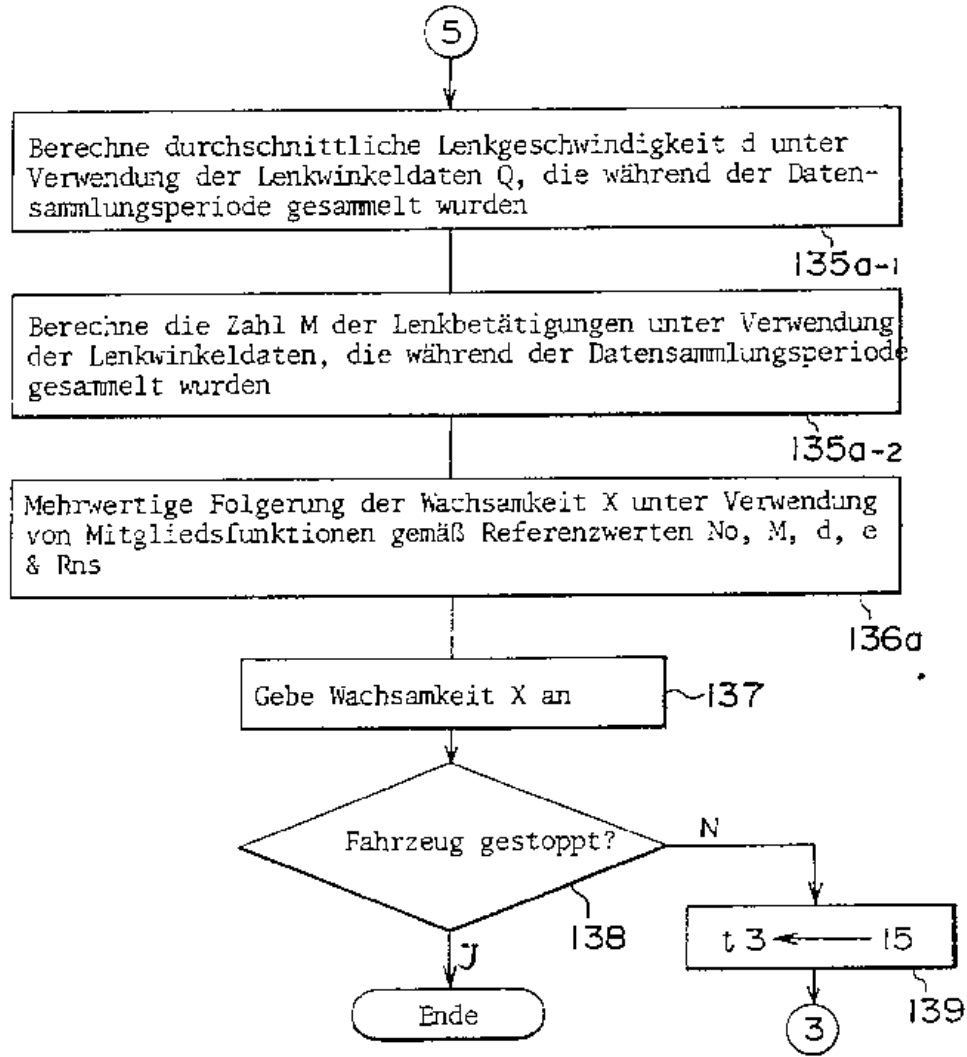 5
Berechne durchschnittliche Lenkgeschwindigkeit d unter
Verwendung der Lenkwinkeldaten Q, die während der Daten-
sammlungsperiode gesammelt wurden
135a-1
Berechne die Zahl M der Lenkbetätigungen unter Verwendung
der Lenkwinkeldaten, die während der Datensammlungsperiode
gesammelt wurden
135a-2
Mehrwertige Folgerung der Wachsamkeit X unter Verwendung
von Mitgliedsfunktionen gemäß Referenzwerten No, M, d, e
& Rns
136a
Gebe Wachsamkeit X an
137
Fahrzeug gestoppt?
N
138
J
t3 ← 15
139
Ende
3